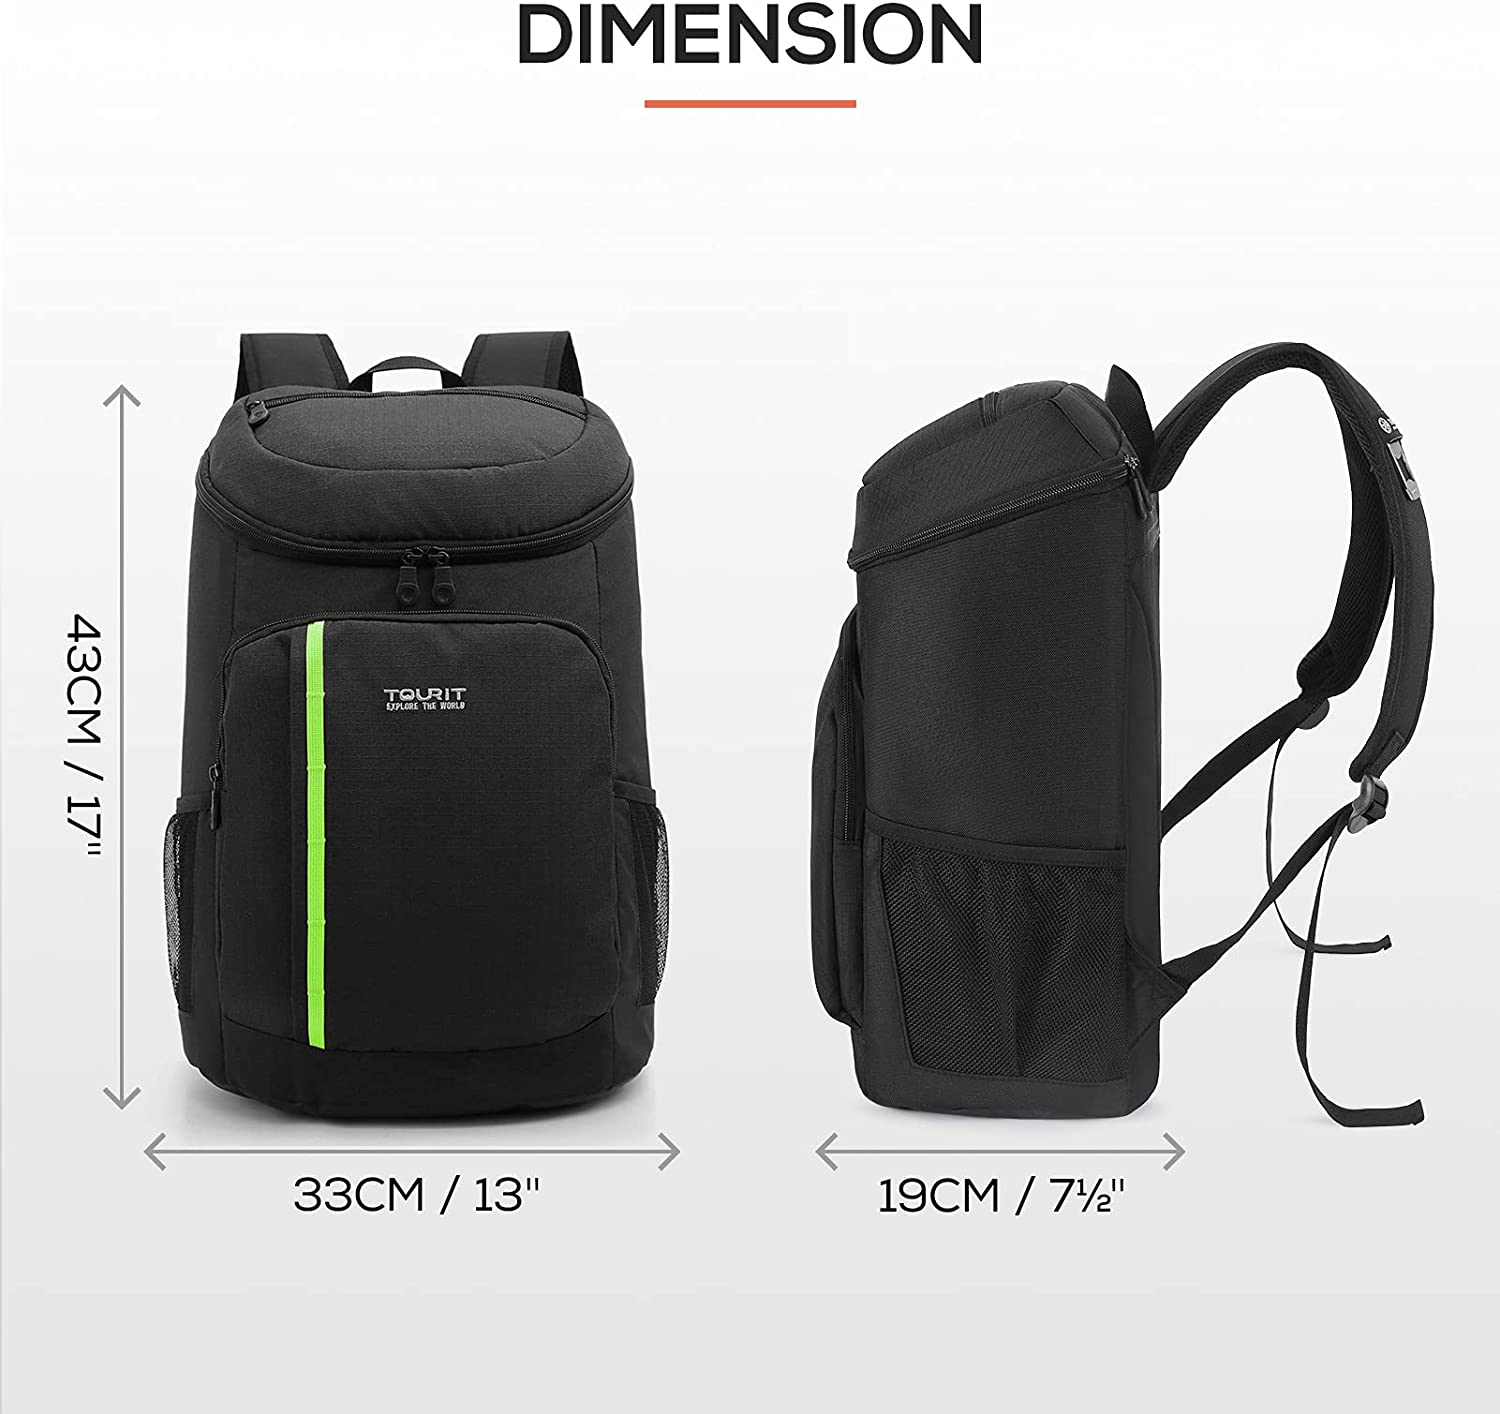 DIMENSION
43CM / 17"
TOURIT
EXPLORE THE WORLD
33CM / 13"
19CM / 7½"